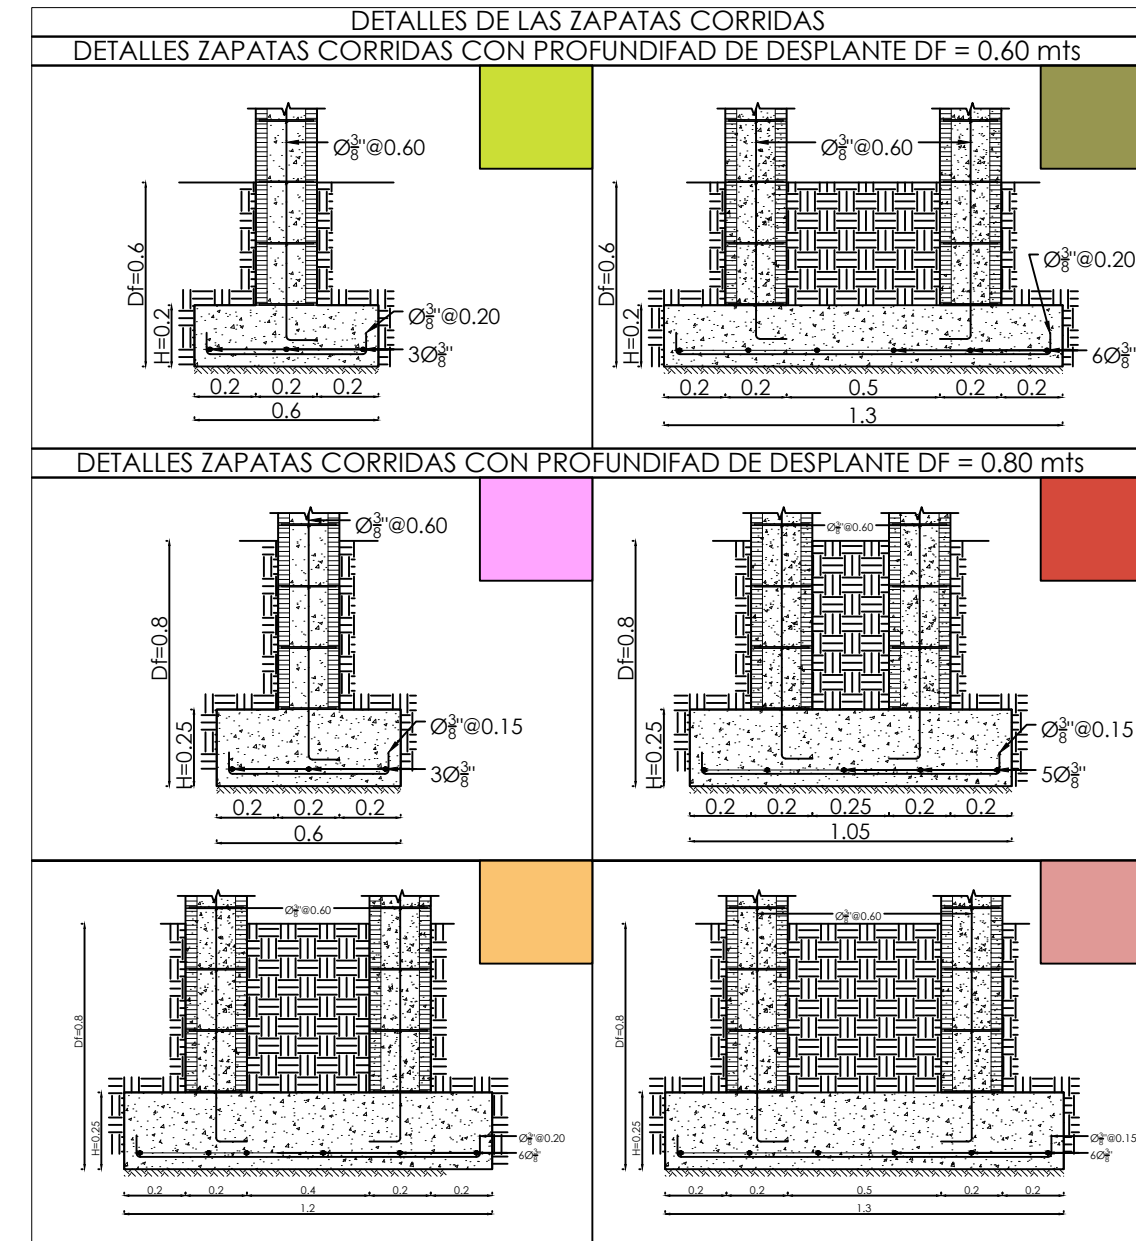 DETALLES DE LAS ZAPATAS CORRIDAS
DETALLES ZAPATAS CORRIDAS CON PROFUNDIFAD DE DESPLANTE DF = 0.60 mts
Ø3/8"@0.60
Df=0.6
H=0.2
Ø3/8"@0.20
3Ø3/8"
0.2 0.2 0.2
0.6
Ø3/8"@0.60
Df=0.6
H=0.2
Ø3/8"@0.20
6Ø3/8"
0.2 0.2 0.5 0.2 0.2
1.3
DETALLES ZAPATAS CORRIDAS CON PROFUNDIFAD DE DESPLANTE DF = 0.80 mts
Ø3/8"@0.60
Df=0.8
H=0.25
Ø3/8"@0.15
3Ø3/8"
0.2 0.2 0.2
0.6
Ø3/8"@0.60
Df=0.8
H=0.25
Ø3/8"@0.15
5Ø3/8"
0.2 0.2 0.25 0.2 0.2
1.05
Ø3/8"@0.60
Df=0.8
H=0.25
Ø3/8"@0.20
6Ø3/8"
0.2 0.2 0.4 0.2 0.2
1.2
Ø3/8"@0.60
Df=0.8
H=0.25
Ø3/8"@0.15
6Ø3/8"
0.2 0.2 0.5 0.2 0.2
1.3